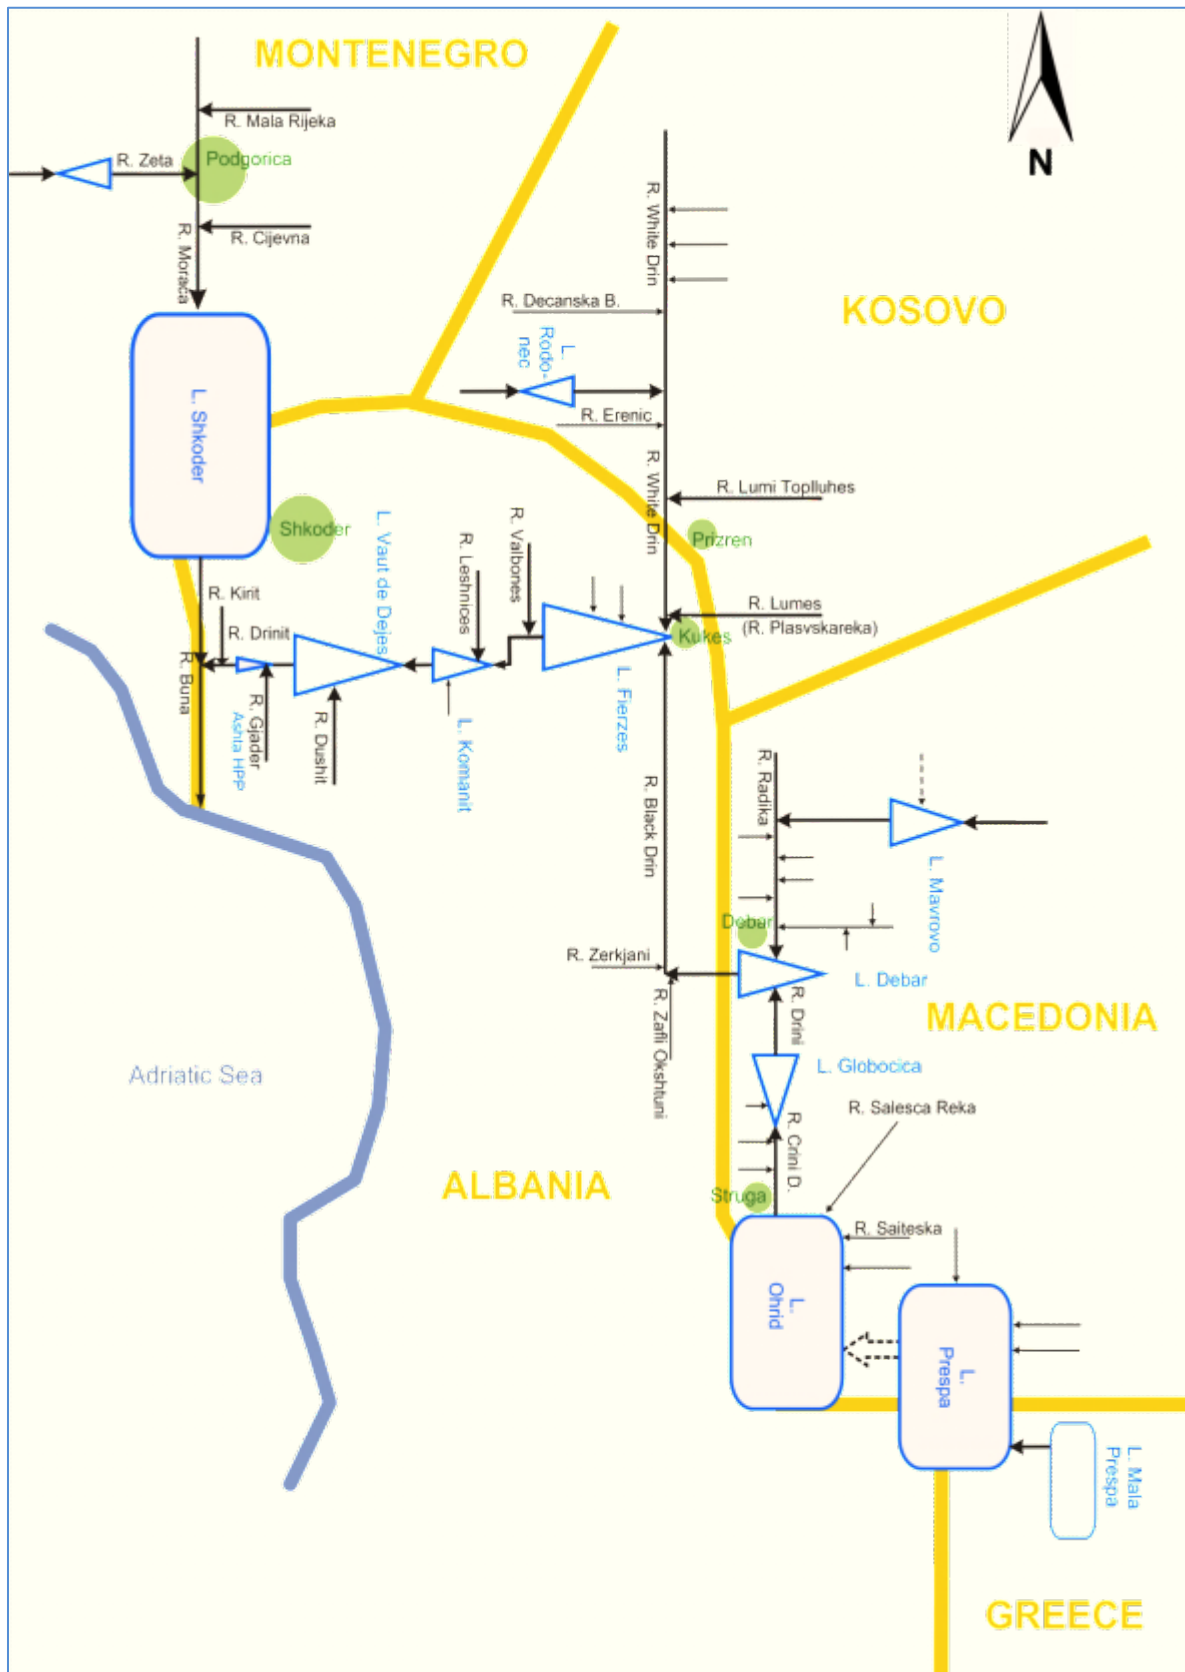 MONTENEGRO
R. Mala Rijeka
R. Zeta
Podgorica
N
R. Cijevna
R. Moraca
R. White Drin
R. Decanska B.
KOSOVO
L.
Rodo-
nec
L. Shkoder
R. Erenic
R. White Drin
R. Lumi Toplluhes
Shkoder
Prizren
L. Vaut de Dejes
R. Leshnices
R. Valbones
R. Kirit
R. Lumes
(R. Plasvskareka)
Kukes
R. Drinit
R. Buna
R. Gjader
Ashta HPP
R. Dushit
L. Komanit
L. Fierzes
R. Black Drin
R. Radika
L. Mavrovo
Debar
R. Zerkjani
L. Debar
R. Zafli Okshtuni
R. Drini
MACEDONIA
Adriatic Sea
L. Globocica
R. Salesca Reka
R. Crini D.
ALBANIA
Struga
R. Saiteska
L.
Ohrid
L.
Prespa
L. Mala
Prespa
GREECE